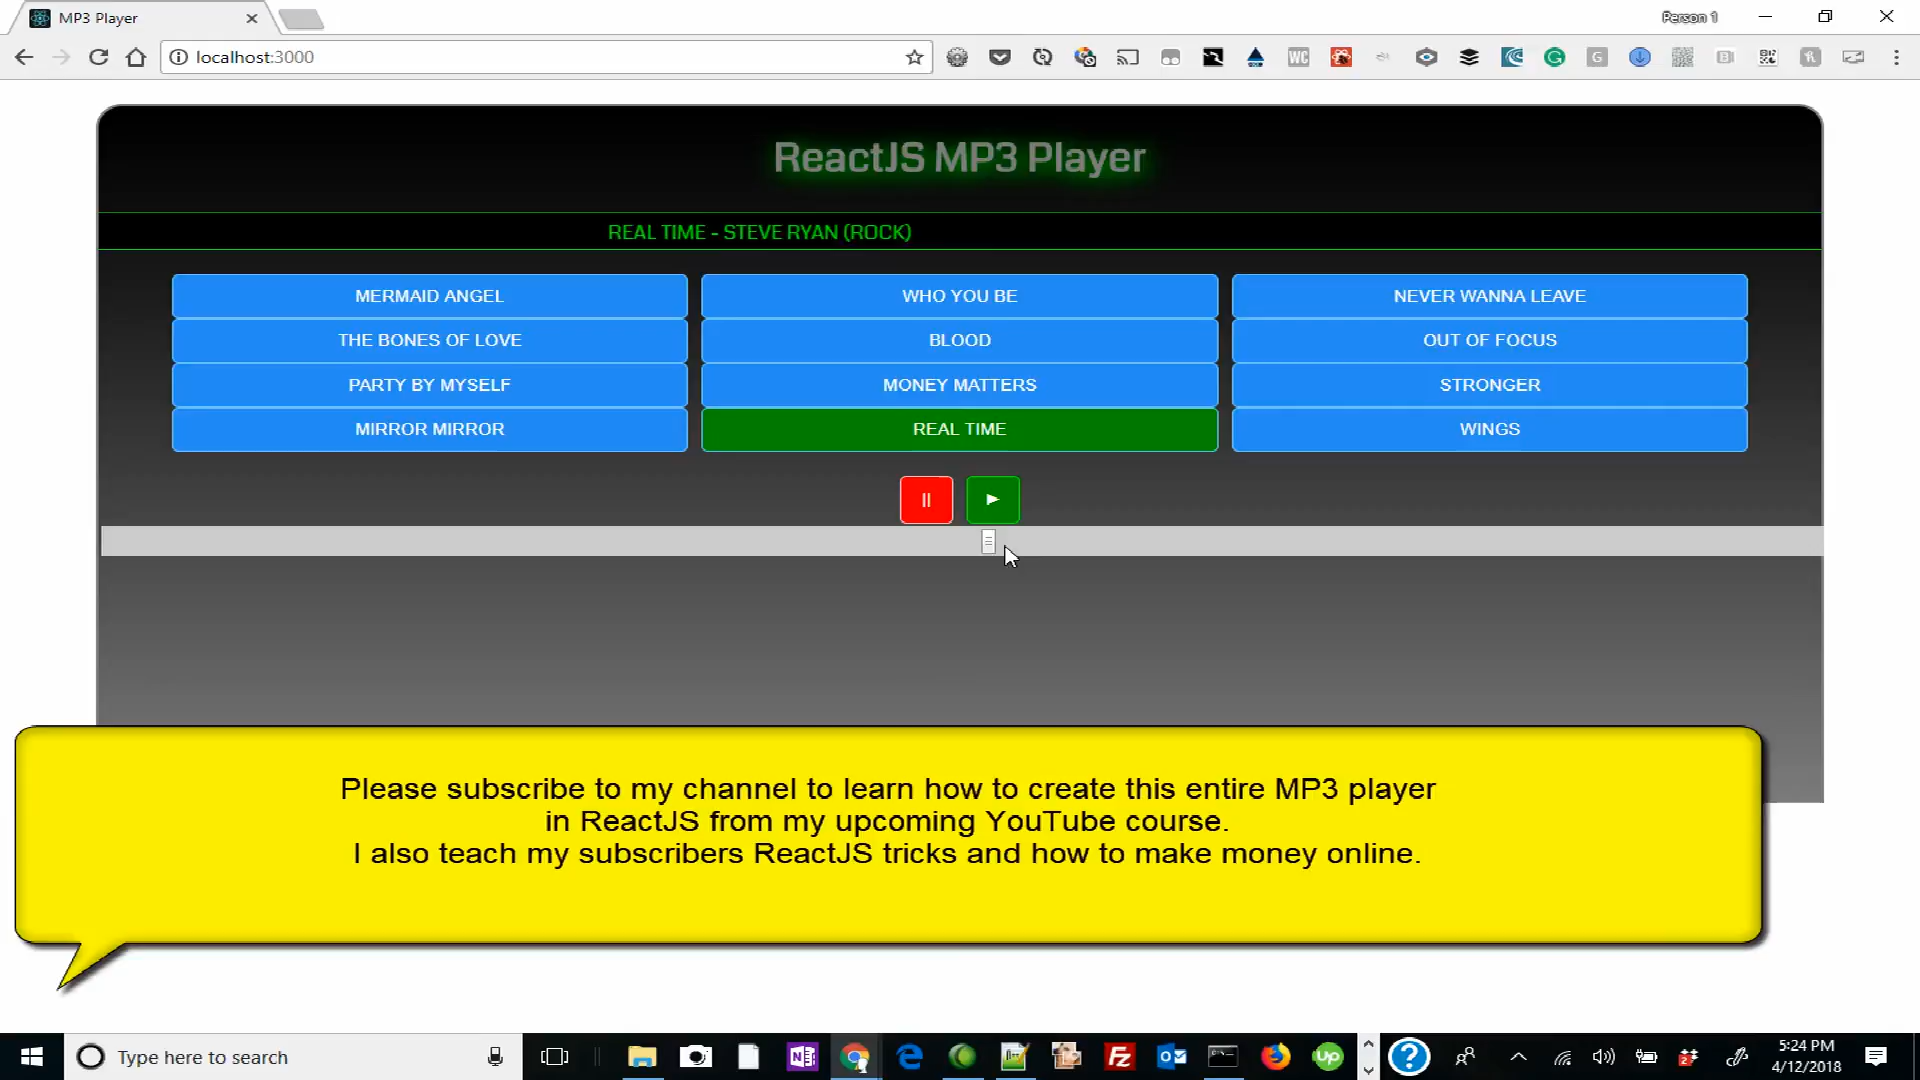 MP3 Player
Person 1
localhost:3000
ReactJS MP3 Player
REAL TIME - STEVE RYAN (ROCK)
MERMAID ANGEL
WHO YOU BE
NEVER WANNA LEAVE
THE BONES OF LOVE
BLOOD
OUT OF FOCUS
PARTY BY MYSELF
MONEY MATTERS
STRONGER
MIRROR MIRROR
REAL TIME
WINGS
Please subscribe to my channel to learn how to create this entire MP3 player
in ReactJS from my upcoming YouTube course.
I also teach my subscribers ReactJS tricks and how to make money online.
Type here to search
5:24 PM
4/12/2018